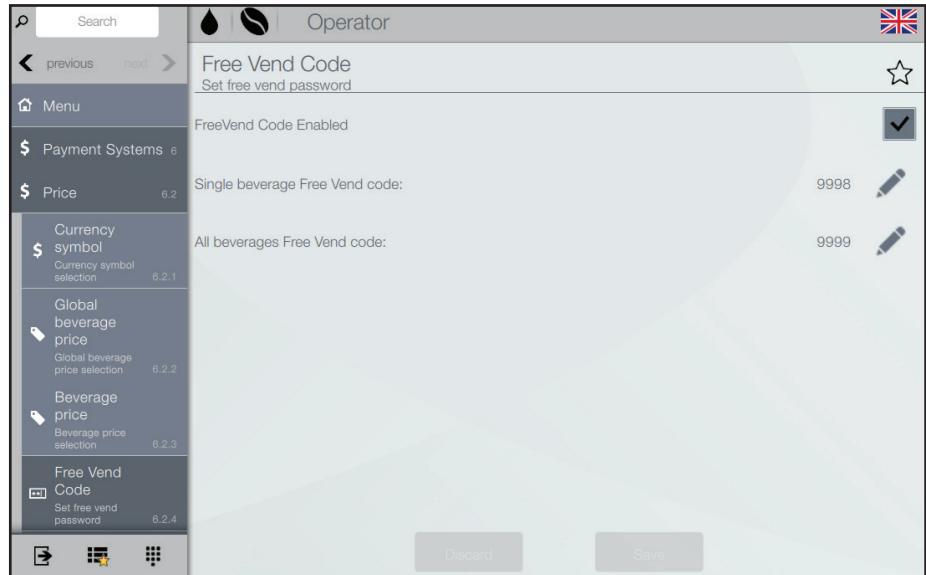 Search
Operator
previous next
Menu
Payment Systems 6
Price 6.2
Currency
symbol
Currency symbol
selection 6.2.1
Global
beverage
price
Global beverage
price selection 6.2.2
Beverage
price
Beverage price
selection 6.2.3
Free Vend
Code
Set free vend
password 6.2.4
Free Vend Code
Set free vend password
FreeVend Code Enabled
Single beverage Free Vend code: 9998
All beverages Free Vend code: 9999
Discard Save